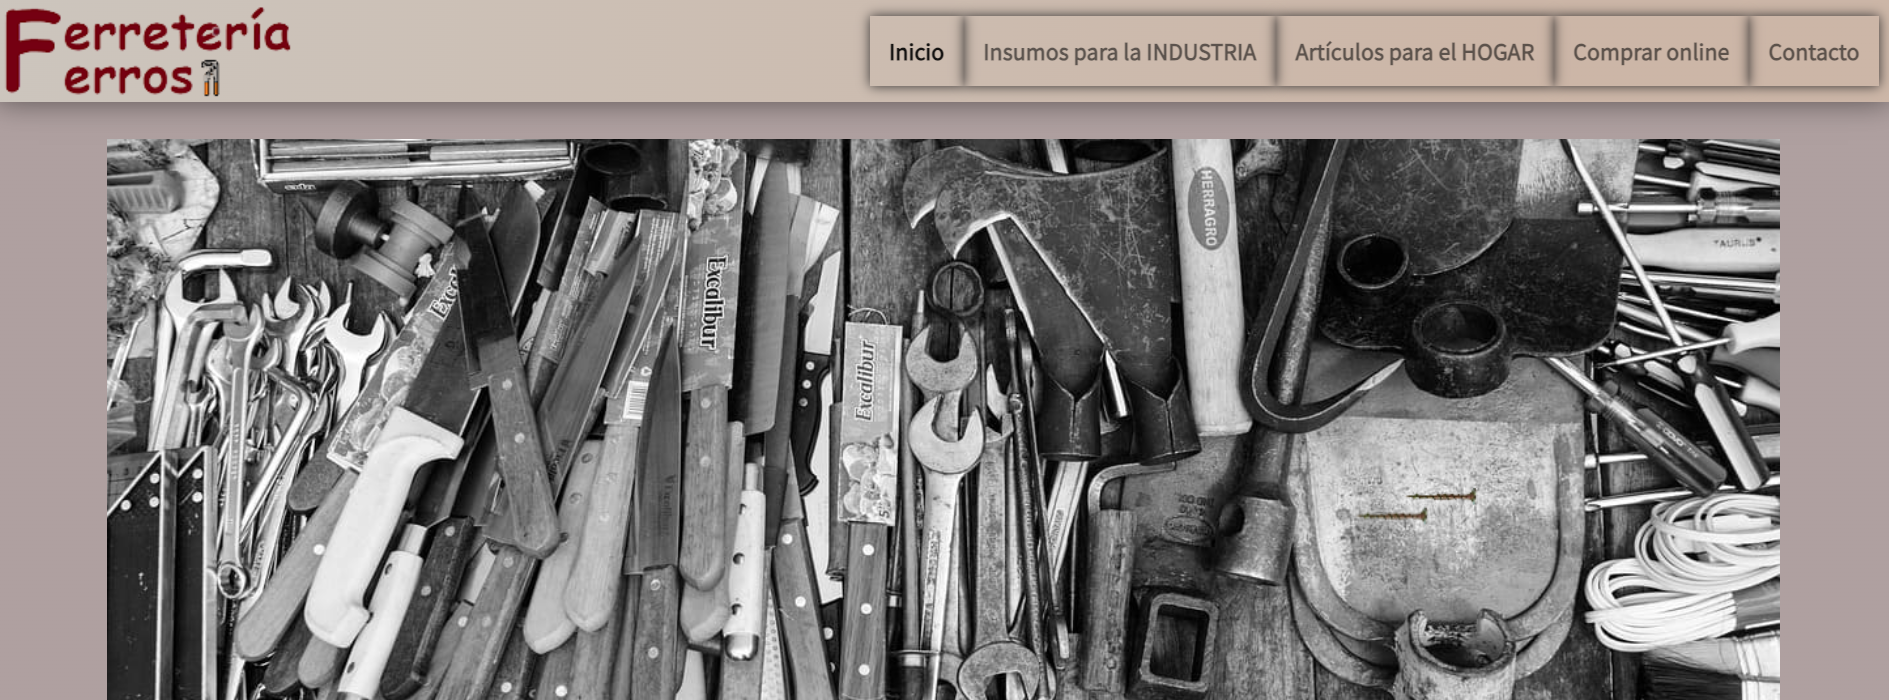 Ferretería
Ferros
Inicio
Insumos para la INDUSTRIA
Artículos para el HOGAR
Comprar online
Contacto
HERRAGRO
TAURUS
Excalibur
Excalibur